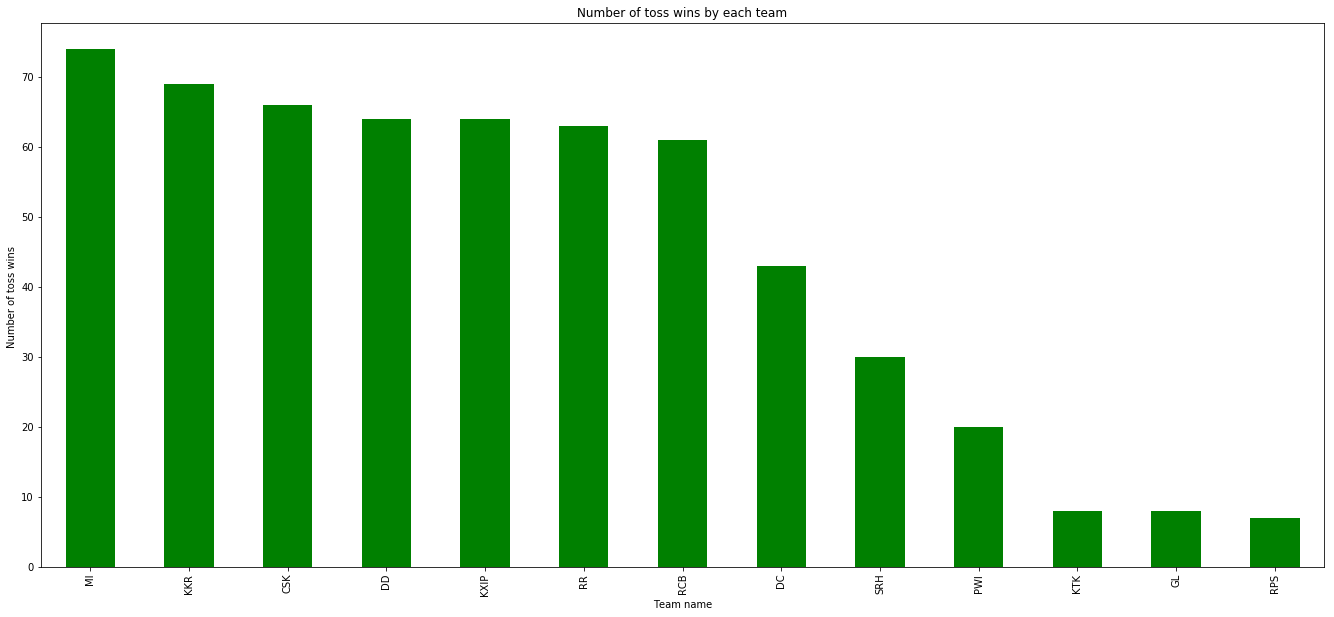 Number of toss wins by each team
Number of toss wins
70
60
50
40
30
20
10
0
MI
KKR
CSK
DD
KXIP
RR
RCB
DC
SRH
PWI
KTK
GL
RPS
Team name